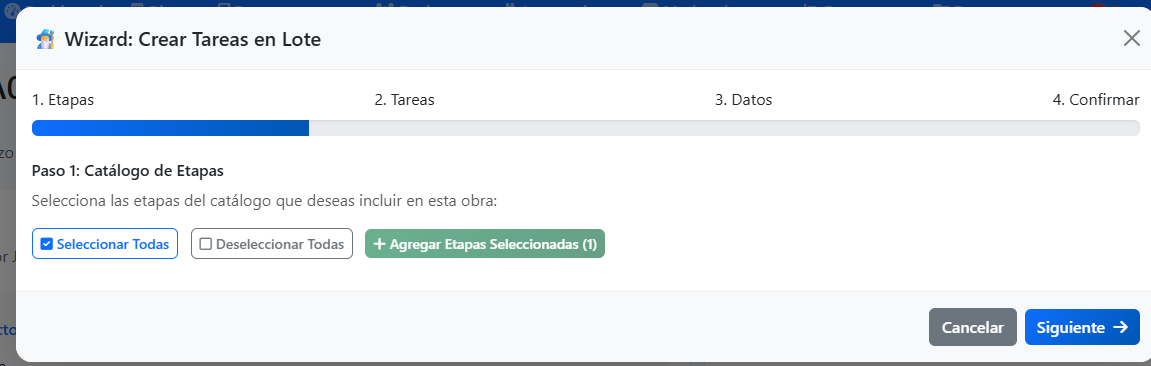 Wizard: Crear Tareas en Lote
1. Etapas 2. Tareas 3. Datos 4. Confirmar
Paso 1: Catálogo de Etapas
Selecciona las etapas del catálogo que deseas incluir en esta obra:
Seleccionar Todas Deseleccionar Todas + Agregar Etapas Seleccionadas (1)
Cancelar Siguiente →